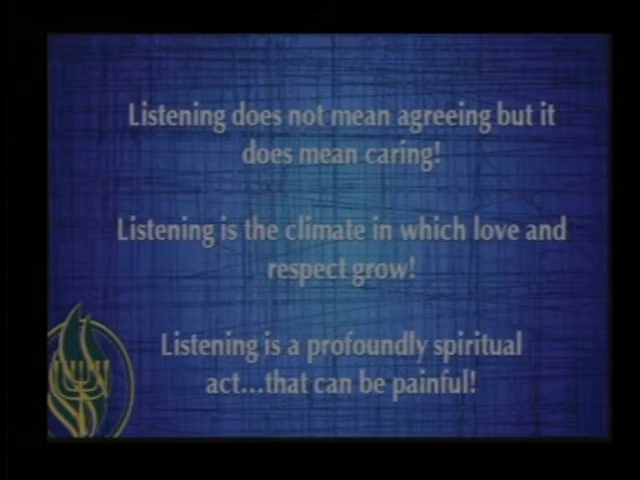 Listening does not mean agreeing but it
does mean caring!
Listening is the climate in which love and
respect grow!
Listening is a profoundly spiritual
act...that can be painful!